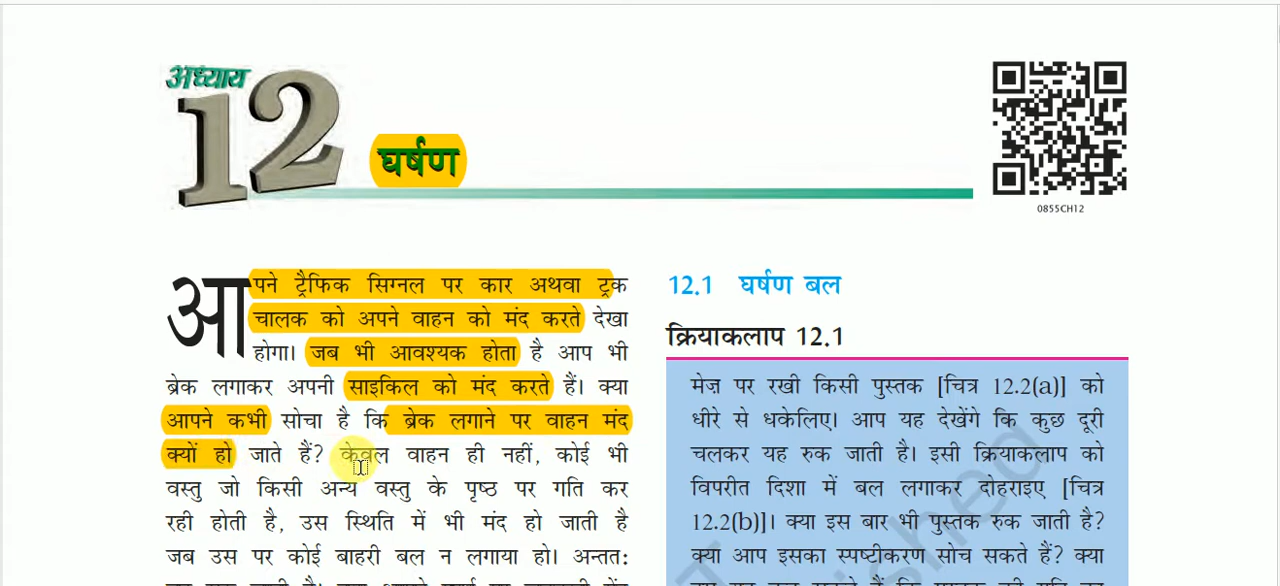 अध्याय
12
घर्षण
0855CH12
आपने ट्रैफिक सिग्नल पर कार अथवा ट्रक
चालक को अपने वाहन को मंद करते देखा
होगा। जब भी आवश्यक होता है आप भी
ब्रेक लगाकर अपनी साइकिल को मंद करते हैं। क्या
आपने कभी सोचा है कि ब्रेक लगाने पर वाहन मंद
क्यों हो जाते हैं? केवल वाहन ही नहीं, कोई भी
वस्तु जो किसी अन्य वस्तु के पृष्ठ पर गति कर
रही होती है, उस स्थिति में भी मंद हो जाती है
जब उस पर कोई बाहरी बल न लगाया हो। अन्तत:
12.1 घर्षण बल
क्रियाकलाप 12.1
मेज़ पर रखी किसी पुस्तक [चित्र 12.2(a)] को
धीरे से धकेलिए। आप यह देखेंगे कि कुछ दूरी
चलकर यह रुक जाती है। इसी क्रियाकलाप को
विपरीत दिशा में बल लगाकर दोहराइए [चित्र
12.2(b)]। क्या इस बार भी पुस्तक रुक जाती है?
क्या आप इसका स्पष्टीकरण सोच सकते हैं? क्या